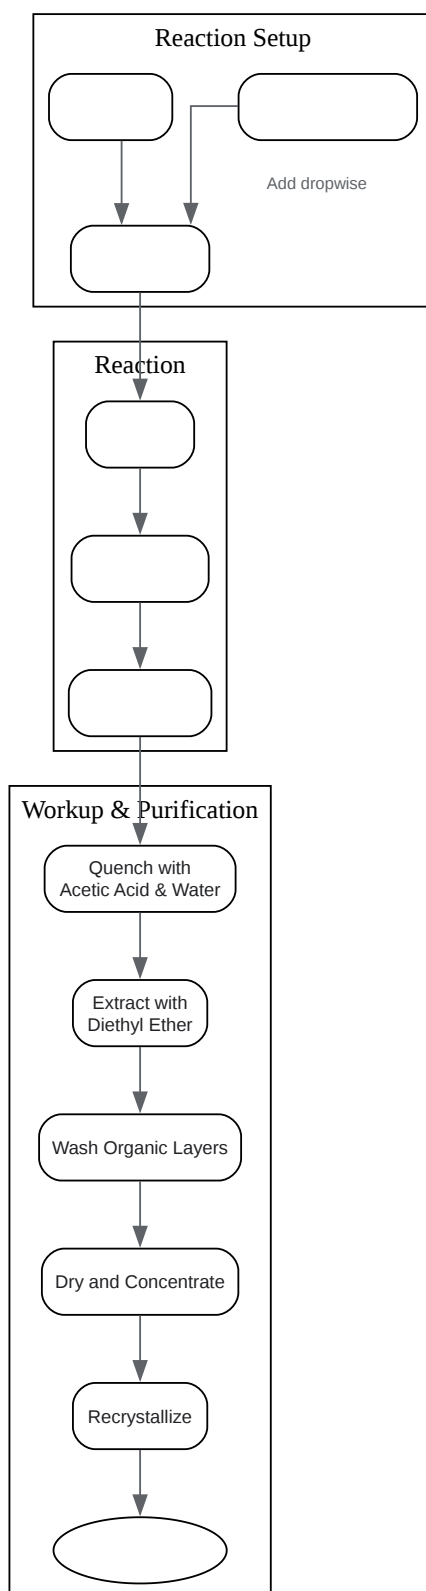 Reaction Setup
Add dropwise
Reaction
Workup & Purification
Quench with
Acetic Acid & Water
Extract with
Diethyl Ether
Wash Organic Layers
Dry and Concentrate
Recrystallize